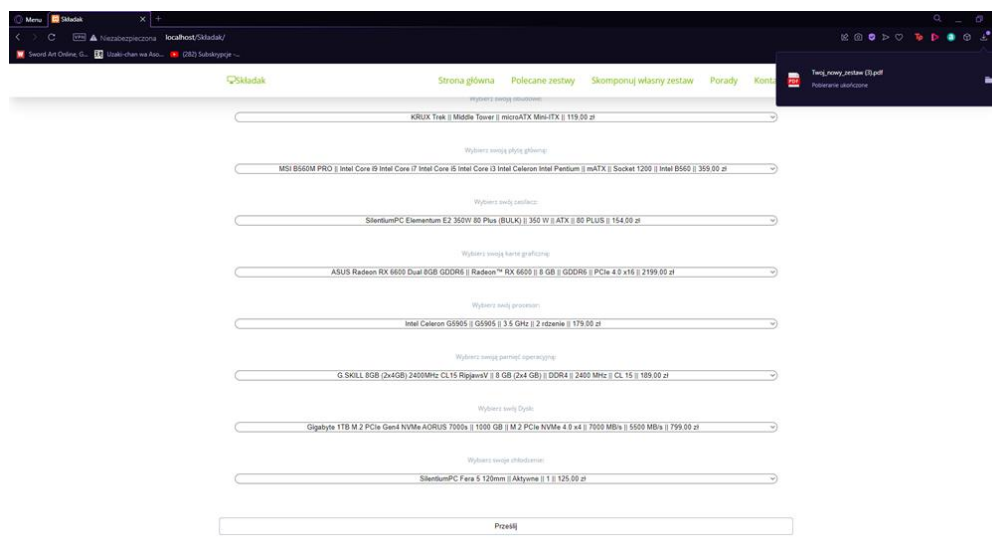 Menu
Składak
Niezabezpieczona localhost/Składak/
Sword Art Online; G...
Uzaki-chan wa Aso...
(282) Subskrypcje -...
Twoj_nowy_zestaw (3).pdf
Pobieranie ukończone
PDF
Składak
Strona główna
Polecane zestwy
Skomponuj własny zestaw
Porady
Konta
Wybierz swoją obudowę:
KRUX Trek || Middle Tower || microATX Mini-ITX || 119,00 zł
Wybierz swoją płytę główną:
MSI B560M PRO || Intel Core i9 Intel Core i7 Intel Core i5 Intel Core i3 Intel Celeron Intel Pentium || mATX || Socket 1200 || Intel B560 || 359,00 zł
Wybierz swój zasilacz:
SilentiumPC Elementum E2 350W 80 Plus (BULK) || 350 W || ATX || 80 PLUS || 154,00 zł
Wybierz swoją kartę graficzną:
ASUS Radeon RX 6600 Dual 8GB GDDR6 || Radeon™ RX 6600 || 8 GB || GDDR6 || PCIe 4.0 x16 || 2199,00 zł
Wybierz swój procesor:
Intel Celeron G5905 || G5905 || 3.5 GHz || 2 rdzenie || 179,00 zł
Wybierz swoją pamięć operacyjną:
G.SKILL 8GB (2x4GB) 2400MHz CL15 RipjawsV || 8 GB (2x4 GB) || DDR4 || 2400 MHz || CL 15 || 189,00 zł
Wybierz swój Dysk:
Gigabyte 1TB M.2 PCIe Gen4 NVMe AORUS 7000s || 1000 GB || M.2 PCIe NVMe 4.0 x4 || 7000 MB/s || 5500 MB/s || 799,00 zł
Wybierz swoje chłodzenie:
SilentiumPC Fera 5 120mm || Aktywne || 1 || 125,00 zł
Prześlij